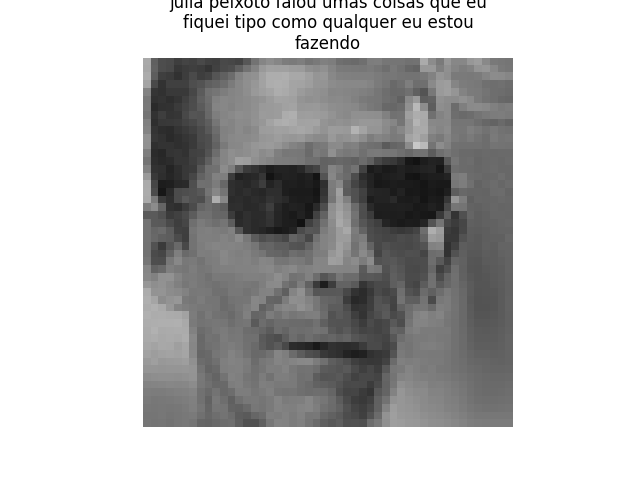 julia peixoto falou umas coisas que eu
fiquei tipo como qualquer eu estou
fazendo